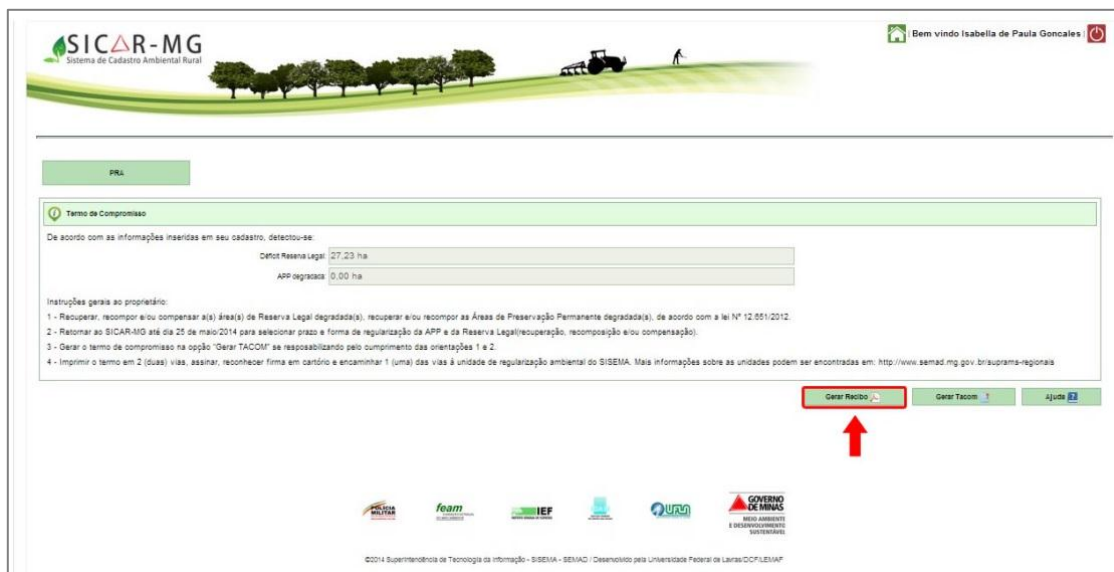 SICAR-MG
Sistema de Cadastro Ambiental Rural
Bem vindo Isabella de Paula Goncales |
PRA
Termo de Compromisso
De acordo com as informações inseridas em seu cadastro, detectou-se:
Déficit Reserva Legal: 27,23 ha
APP degradada: 0,00 ha
Instruções gerais ao proprietário:
1 - Recuperar, recompor e/ou compensar a(s) área(s) de Reserva Legal degradada(s), recuperar e/ou recompor as Áreas de Preservação Permanente degradada(s), de acordo com a lei Nº 12.651/2012.
2 - Retornar ao SICAR-MG até dia 25 de maio/2014 para selecionar prazo e forma de regularização da APP e da Reserva Legal(recuperação, recomposição e/ou compensação).
3 - Gerar o termo de compromisso na opção "Gerar TACOM" se resposabilizando pelo cumprimento das orientações 1 e 2.
4 - Imprimir o termo em 2 (duas) vias, assinar, reconhecer firma em cartório e encaminhar 1 (uma) das vias á unidade de regularização ambiental do SISEMA. Mais informações sobre as unidades podem ser encontradas em: http://www.semad.mg.gov.br/suprams-regionais
Gerar Recibo
Gerar Tacom
Ajuda
POLÍCIA MILITAR
feam
IEF
GOVERNO DE MINAS
MEIO AMBIENTE E DESENVOLVIMENTO SUSTENTÁVEL
©2014 Superintendência de Tecnologia da Informação - SISEMA - SEMAD / Desenvolvido pela Universidade Federal de Lavras/DCF/LEMAF